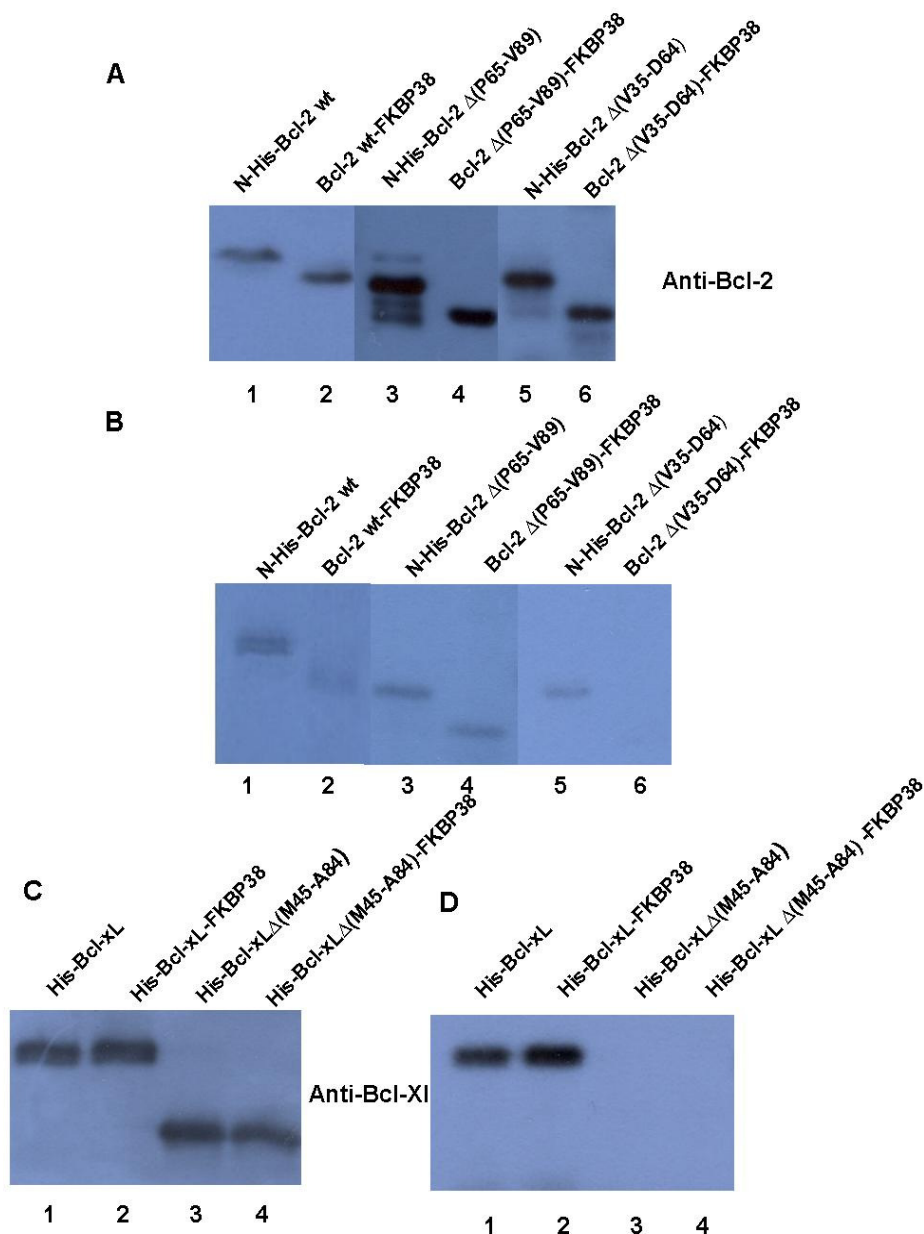 A
N-His-Bcl-2 wt
Bcl-2 wt-FKBP38
N-His-Bcl-2 Δ(P65-V89)
Bcl-2 Δ(P65-V89)-FKBP38
N-His-Bcl-2 Δ(V35-D64)
Bcl-2 Δ(V35-D64)-FKBP38
Anti-Bcl-2
1 2 3 4 5 6
B
N-His-Bcl-2 wt
Bcl-2 wt-FKBP38
N-His-Bcl-2 Δ(P65-V89)
Bcl-2 Δ(P65-V89)-FKBP38
N-His-Bcl-2 Δ(V35-D64)
Bcl-2 Δ(V35-D64)-FKBP38
1 2 3 4 5 6
C
His-Bcl-xL
His-Bcl-xL-FKBP38
His-Bcl-xLΔ(M45-A84)
His-Bcl-xLΔ(M45-A84)-FKBP38
Anti-Bcl-Xl
1 2 3 4
D
His-Bcl-xL
His-Bcl-xL-FKBP38
His-Bcl-xLΔ(M45-A84)
His-Bcl-xL Δ(M45-A84) -FKBP38
1 2 3 4